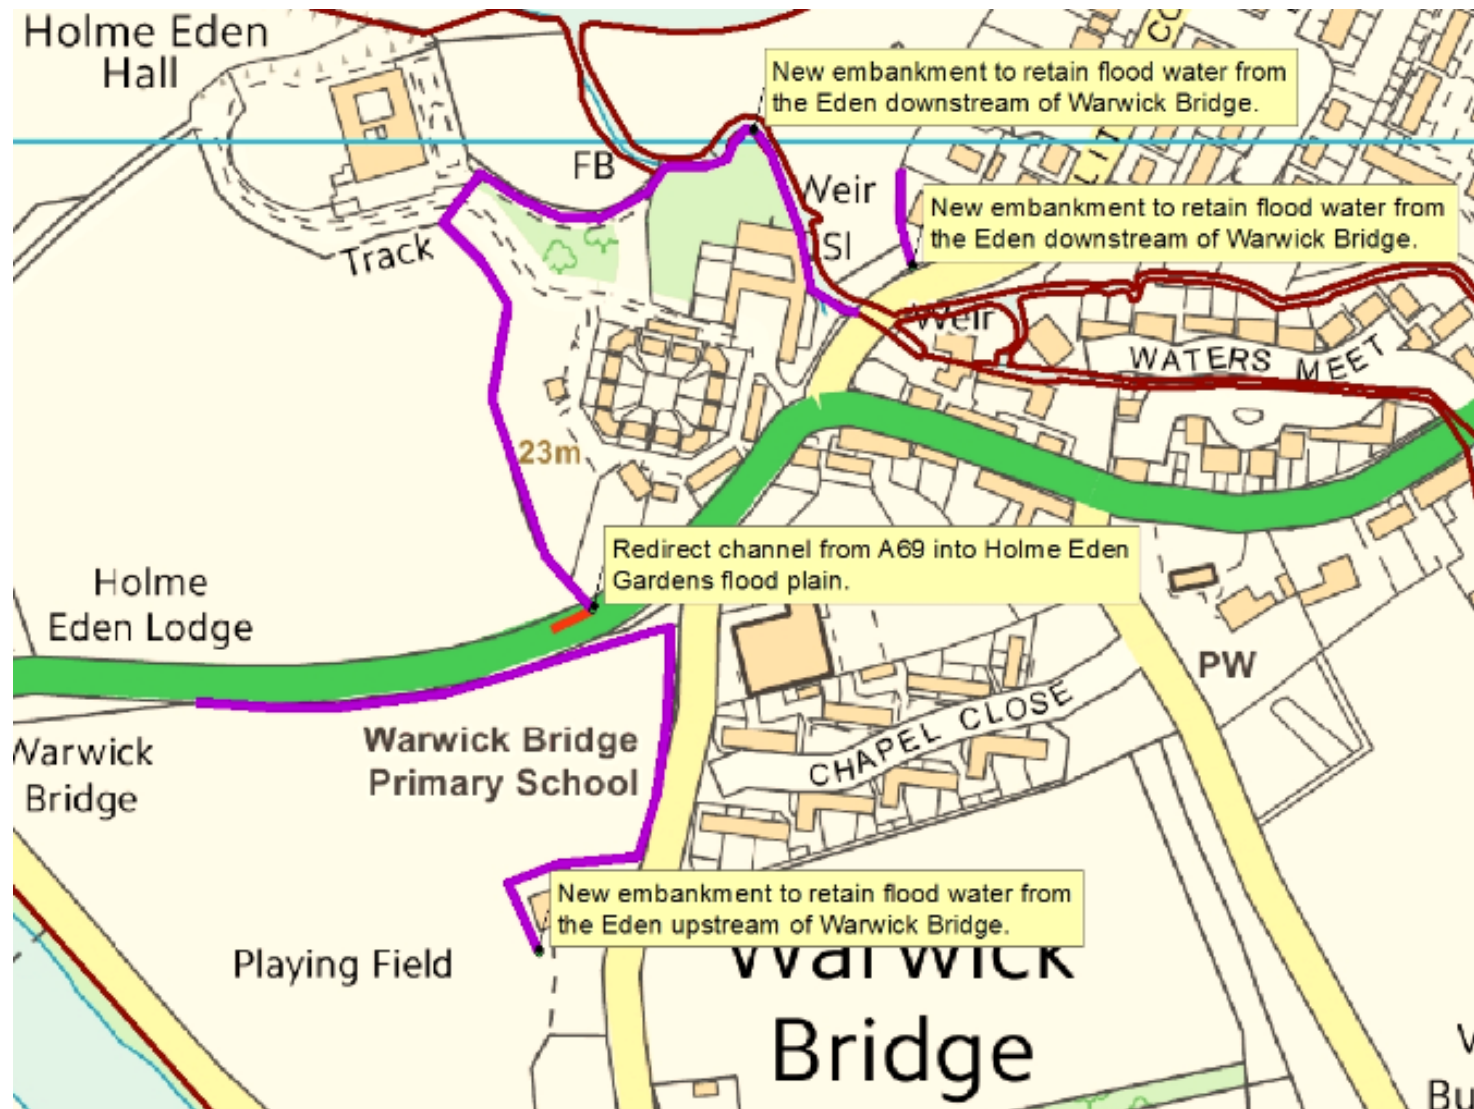 Holme Eden
Hall
New embankment to retain flood water from
the Eden downstream of Warwick Bridge.
FB
Weir
Sl
New embankment to retain flood water from
the Eden downstream of Warwick Bridge.
Track
Weir
WATERS MEET
23m
Redirect channel from A69 into Holme Eden
Gardens flood plain.
Holme
Eden Lodge
PW
CHAPEL CLOSE
Warwick
Bridge
Warwick Bridge
Primary School
New embankment to retain flood water from
the Eden upstream of Warwick Bridge.
Playing Field
Warwick
Bridge